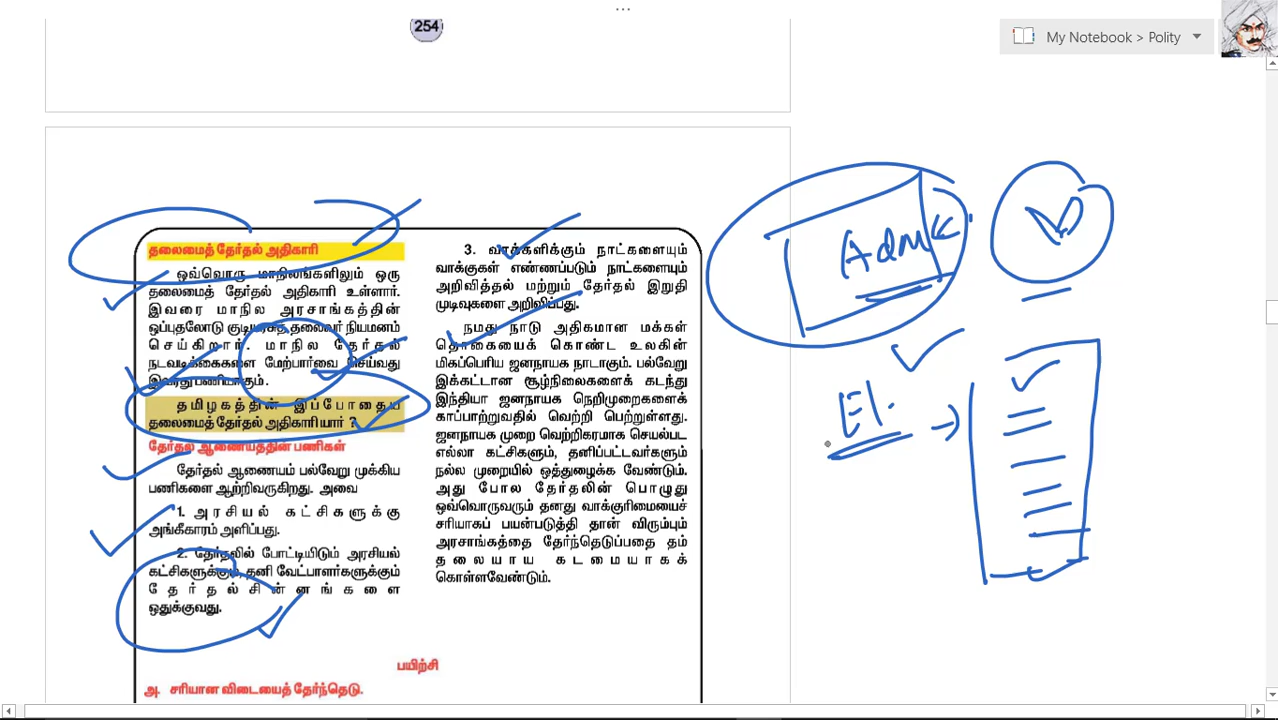 ...
254
My Notebook > Polity
தலைமைத் தேர்தல் அதிகாரி
ஒவ்வொரு மாநிலங்களிலும் ஒரு
தலைமைத் தேர்தல் அதிகாரி உள்ளார்.
இவரை மாநில அரசாங்கத்தின்
ஒப்புதலோடு குடியரசுத் தலைவர் நியமனம்
செய்கிறார். மாநில தேர்தல்
நடவடிக்கைகளை மேற்பார்வை செய்வது
இவரது பணியாகும்.
தமிழகத்தின் இப்போதைய
தலைமைத் தேர்தல் அதிகாரி யார் ?
தேர்தல் ஆணையத்தின் பணிகள்
தேர்தல் ஆணையம் பல்வேறு முக்கிய
பணிகளை ஆற்றிவருகிறது. அவை
1. அரசியல் கட்சிகளுக்கு
அங்கீகாரம் அளிப்பது.
2. தேர்தலில் போட்டியிடும் அரசியல்
கட்சிகளுக்கும், தனி வேட்பாளர்களுக்கும்
தேர்தல் சின்னங்களை
ஒதுக்குவது.
3. வாக்களிக்கும் நாட்களையும்
வாக்குகள் எண்ணப்படும் நாட்களையும்
அறிவித்தல் மற்றும் தேர்தல் இறுதி
முடிவுகளை அறிவிப்பது.
நமது நாடு அதிகமான மக்கள்
தொகையைக் கொண்ட உலகின்
மிகப்பெரிய ஜனநாயக நாடாகும். பல்வேறு
இக்கட்டான சூழ்நிலைகளைக் கடந்து
இந்தியா ஜனநாயக நெறிமுறைகளைக்
காப்பாற்றுவதில் வெற்றி பெற்றுள்ளது.
ஜனநாயக முறை வெற்றிகரமாக செயல்பட
எல்லா கட்சிகளும், தனிப்பட்டவர்களும்
நல்ல முறையில் ஒத்துழைக்க வேண்டும்.
அது போல தேர்தலின் பொழுது
ஒவ்வொருவரும் தனது வாக்குரிமையைச்
சரியாகப் பயன்படுத்தி தான் விரும்பும்
அரசாங்கத்தை தேர்ந்தெடுப்பதை தம்
தலையாய கடமையாகக்
கொள்ளவேண்டும்.
Admk
El.
பயிற்சி
அ. சரியான விடையைத் தேர்ந்தெடு.